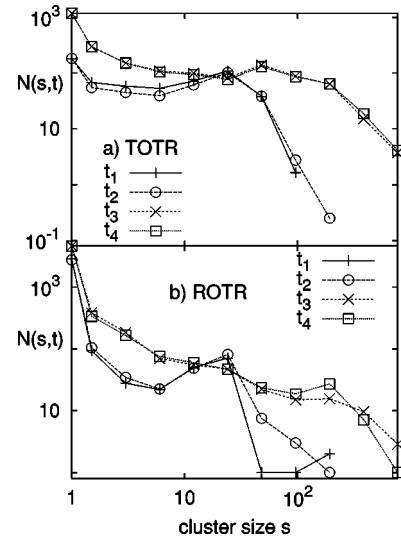 10³
N(s,t)
10
a) TOTR
t₁
t₂
t₃
t₄
10⁻¹
10³
N(s,t)
10
b) ROTR
t₁
t₂
t₃
t₄
1 10 10²
cluster size s